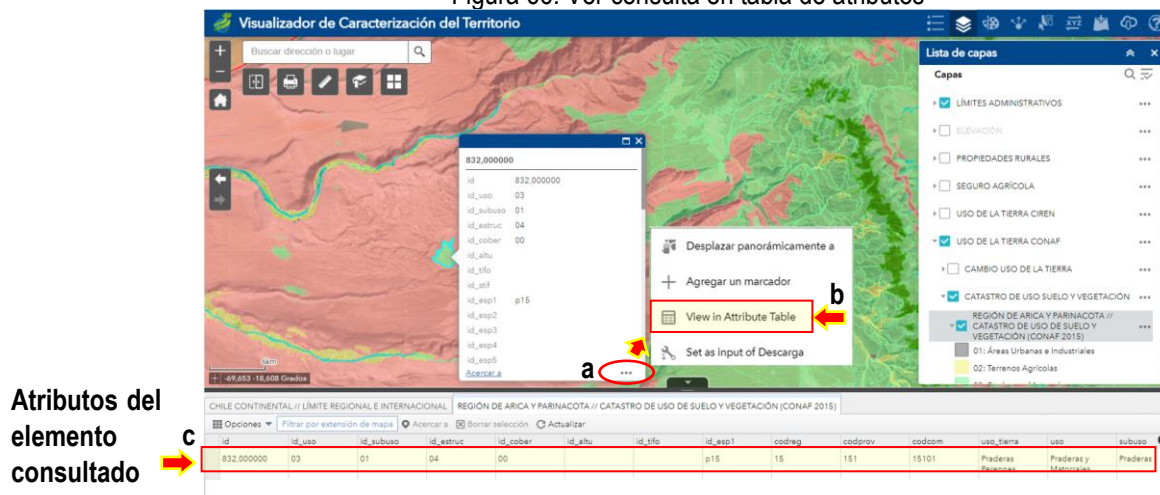 Figura 60. Ver consulta en tabla de atributos
Visualizador de Caracterización del Territorio
Buscar dirección o lugar
Lista de capas
Capas
LÍMITES ADMINISTRATIVOS
ELEVACIÓN
PROPIEDADES RURALES
SEGURO AGRÍCOLA
USO DE LA TIERRA CIREN
USO DE LA TIERRA CONAF
CAMBIO USO DE LA TIERRA
CATASTRO DE USO SUELO Y VEGETACIÓN
REGIÓN DE ARICA Y PARINACOTA //
CATASTRO DE USO DE SUELO Y
VEGETACIÓN (CONAF 2015)
01: Áreas Urbanas e Industriales
02: Terrenos Agrícolas
832,000000
id 832,000000
id_uso 03
id_subuso 01
id_estruc 04
id_cober 00
id_altu
id_tifo
id_stif
id_esp1 p15
id_esp2
id_esp3
id_esp4
id_esp5
Acercar a
a
Desplazar panorámicamente a
Agregar un marcador
View in Attribute Table
b
Set as input of Descarga
6km
-69,653 -18,608 Grados
Atributos del
elemento
consultado
c
CHILE CONTINENTAL // LÍMITE REGIONAL E INTERNACIONAL REGIÓN DE ARICA Y PARINACOTA // CATASTRO DE USO DE SUELO Y VEGETACIÓN (CONAF 2015)
Opciones Filtrar por extensión de mapa Acercar a Borrar selección Actualizar
id id_uso id_subuso id_estruc id_cober id_altu id_tifo id_esp1 codreg codprov codcom uso_tierra uso subuso
832,000000 03 01 04 00 p15 15 151 15101 Praderas Perennes Praderas y Matorrales Praderas